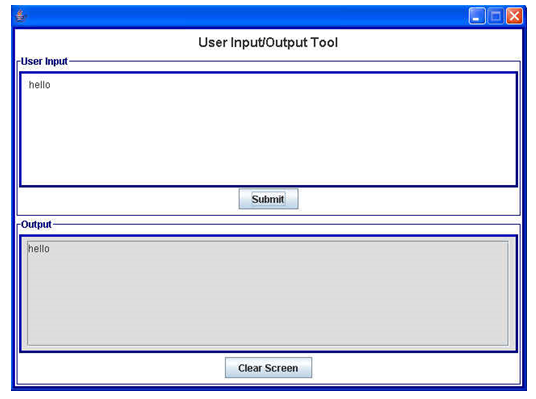 User Input/Output Tool
User Input
hello
Submit
Output
hello
Clear Screen